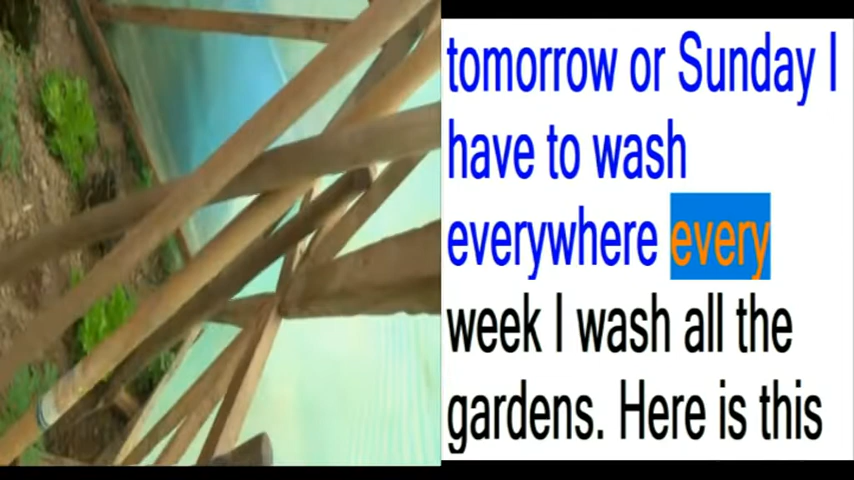 tomorrow or Sunday I
have to wash
everywhere every
week I wash all the
gardens. Here is this